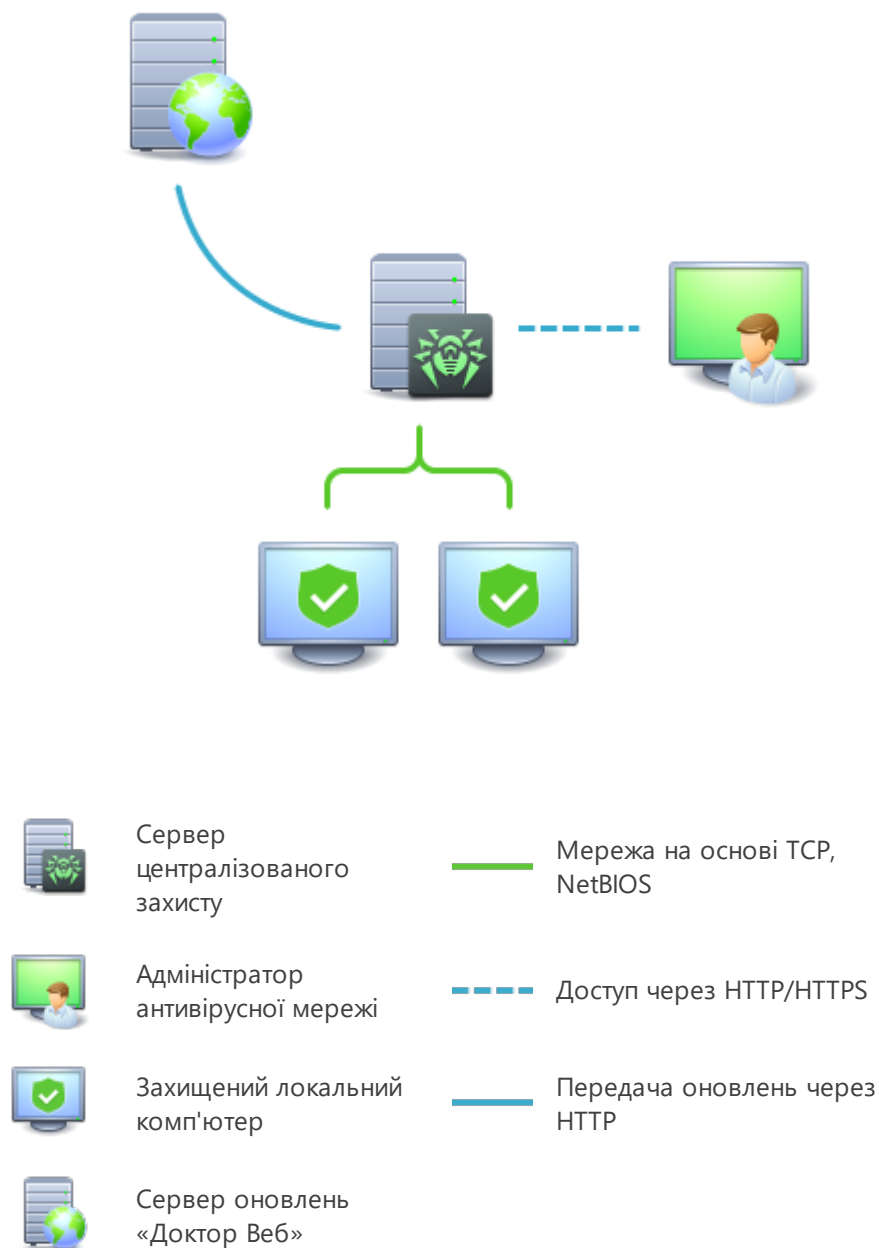 Сервер
централізованого
захисту
Мережа на основі TCP,
NetBIOS
Адміністратор
антивірусної мережі
Доступ через HTTP/HTTPS
Захищений локальний
комп'ютер
Передача оновлень через
HTTP
Сервер оновлень
«Доктор Веб»